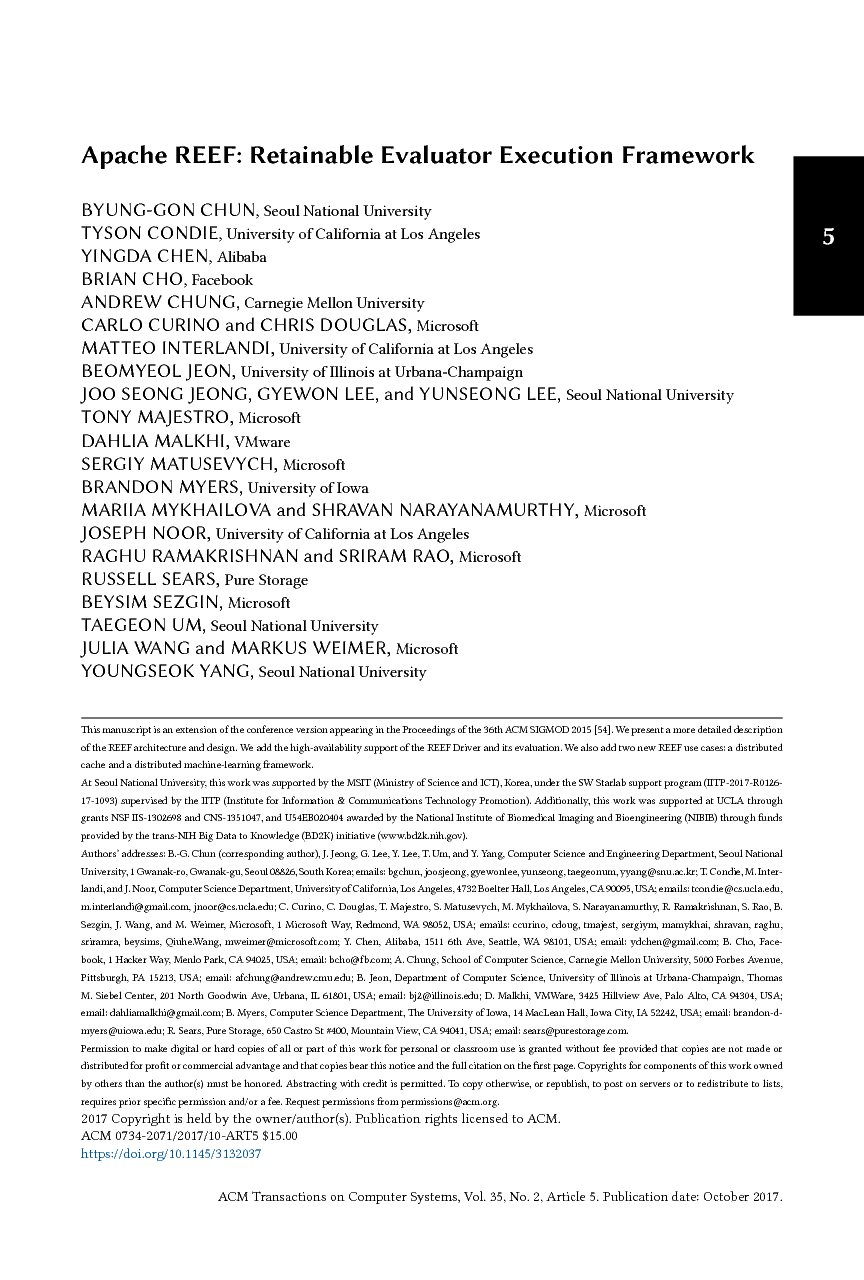 Apache REEF: Retainable Evaluator Execution Framework
5
BYUNG-GON CHUN, Seoul National University
TYSON CONDIE, University of California at Los Angeles
YINGDA CHEN, Alibaba
BRIAN CHO, Facebook
ANDREW CHUNG, Carnegie Mellon University
CARLO CURINO and CHRIS DOUGLAS, Microsoft
MATTEO INTERLANDI, University of California at Los Angeles
BEOMYEOL JEON, University of Illinois at Urbana-Champaign
JOO SEONG JEONG, GYEWON LEE, and YUNSEONG LEE, Seoul National University
TONY MAJESTRO, Microsoft
DAHLIA MALKHI, VMware
SERGIY MATUSEVYCH, Microsoft
BRANDON MYERS, University of Iowa
MARIIA MYKHAILOVA and SHRAVAN NARAYANAMURTHY, Microsoft
JOSEPH NOOR, University of California at Los Angeles
RAGHU RAMAKRISHNAN and SRIRAM RAO, Microsoft
RUSSELL SEARS, Pure Storage
BEYSIM SEZGIN, Microsoft
TAEGEON UM, Seoul National University
JULIA WANG and MARKUS WEIMER, Microsoft
YOUNGSEOK YANG, Seoul National University
This manuscript is an extension of the conference version appearing in the Proceedings of the 36th ACM SIGMOD 2015 [54]. We present a more detailed description
of the REEF architecture and design. We add the high-availability support of the REEF Driver and its evaluation. We also add two new REEF use cases: a distributed
cache and a distributed machine-learning framework.
At Seoul National University, this work was supported by the MSIT (Ministry of Science and ICT), Korea, under the SW Starlab support program (IITP-2017-R0126-
17-1093) supervised by the IITP (Institute for Information & Communications Technology Promotion). Additionally, this work was supported at UCLA through
grants NSF IIS-1302698 and CNS-1351047, and U54EB020404 awarded by the National Institute of Biomedical Imaging and Bioengineering (NIBIB) through funds
provided by the trans-NIH Big Data to Knowledge (BD2K) initiative (www.bd2k.nih.gov).
Authors' addresses: B.-G. Chun (corresponding author), J. Jeong, G. Lee, Y. Lee, T. Um, and Y. Yang, Computer Science and Engineering Department, Seoul National
University, 1 Gwanak-ro, Gwanak-gu, Seoul 08826, South Korea; emails: bgchun, joosjeong, gyewonlee, yunseong, taegeonum, yyang@snu.ac.kr; T. Condie, M. Inter-
landi, and J. Noor, Computer Science Department, University of California, Los Angeles, 4732 Boelter Hall, Los Angeles, CA 90095, USA; emails: tcondie@cs.ucla.edu,
m.interlandi@gmail.com, jnoor@cs.ucla.edu; C. Curino, C. Douglas, T. Majestro, S. Matusevych, M. Mykhailova, S. Narayanamurthy, R. Ramakrishnan, S. Rao, B.
Sezgin, J. Wang, and M. Weimer, Microsoft, 1 Microsoft Way, Redmond, WA 98052, USA; emails: ccurino, cdoug, tmajest, sergiym, mamykhai, shravan, raghu,
sriramra, beysims, Qiuhe.Wang, mweimer@microsoft.com; Y. Chen, Alibaba, 1511 6th Ave, Seattle, WA 98101, USA; email: ydchen@gmail.com; B. Cho, Face-
book, 1 Hacker Way, Menlo Park, CA 94025, USA; email: bcho@fb.com; A. Chung, School of Computer Science, Carnegie Mellon University, 5000 Forbes Avenue,
Pittsburgh, PA 15213, USA; email: afchung@andrew.cmu.edu; B. Jeon, Department of Computer Science, University of Illinois at Urbana-Champaign, Thomas
M. Siebel Center, 201 North Goodwin Ave, Urbana, IL 61801, USA; email: bj2@illinois.edu; D. Malkhi, VMWare, 3425 Hillview Ave, Palo Alto, CA 94304, USA;
email: dahliamalkhi@gmail.com; B. Myers, Computer Science Department, The University of Iowa, 14 MacLean Hall, Iowa City, IA 52242, USA; email: brandon-d-
myers@uiowa.edu; R. Sears, Pure Storage, 650 Castro St #400, Mountain View, CA 94041, USA; email: sears@purestorage.com.
Permission to make digital or hard copies of all or part of this work for personal or classroom use is granted without fee provided that copies are not made or
distributed for profit or commercial advantage and that copies bear this notice and the full citation on the first page. Copyrights for components of this work owned
by others than the author(s) must be honored. Abstracting with credit is permitted. To copy otherwise, or republish, to post on servers or to redistribute to lists,
requires prior specific permission and/or a fee. Request permissions from permissions@acm.org.
2017 Copyright is held by the owner/author(s). Publication rights licensed to ACM.
ACM 0734-2071/2017/10-ART5 $15.00
https://doi.org/10.1145/3132037
ACM Transactions on Computer Systems, Vol. 35, No. 2, Article 5. Publication date: October 2017.